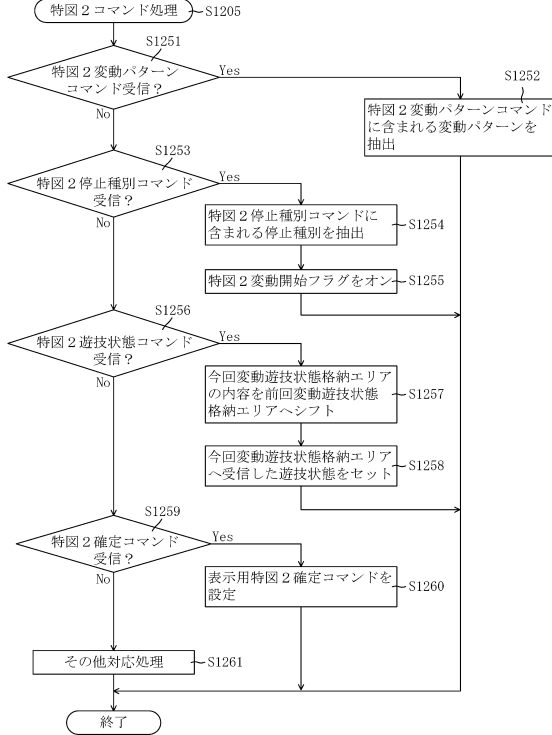 特図２コマンド処理
S1205
S1251
特図２変動パターン
コマンド受信？
Yes
No
S1252
特図２変動パターンコマンド
に含まれる変動パターンを
抽出
S1253
特図２停止種別コマンド
受信？
Yes
No
特図２停止種別コマンドに
含まれる停止種別を抽出
S1254
特図２変動開始フラグをオン
S1255
S1256
特図２遊技状態コマンド
受信？
Yes
No
今回変動遊技状態格納エリア
の内容を前回変動遊技状態
格納エリアへシフト
S1257
今回変動遊技状態格納エリア
へ受信した遊技状態をセット
S1258
S1259
特図２確定コマンド
受信？
Yes
No
表示用特図２確定コマンドを
設定
S1260
その他対応処理
S1261
終了